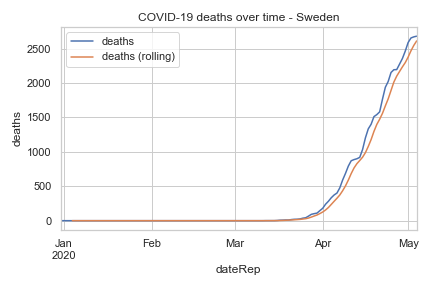 COVID-19 deaths over time - Sweden
deaths
deaths (rolling)
2500
2000
1500
1000
500
0
deaths
Jan
2020
Feb
Mar
Apr
May
dateRep